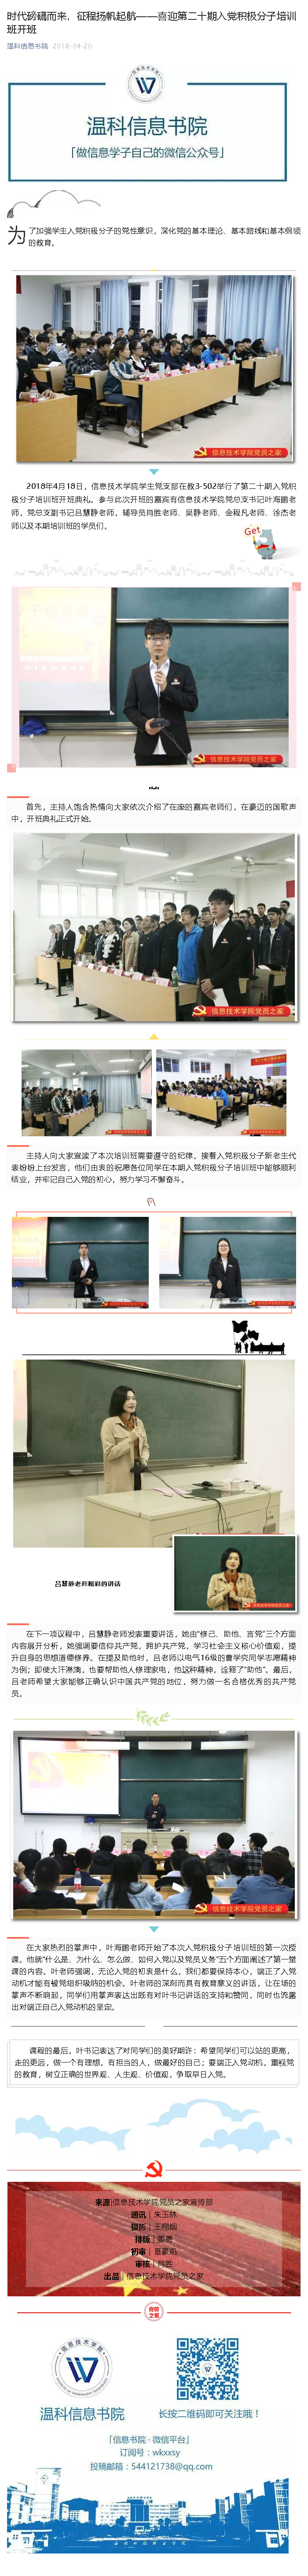 时代磅礴而来，征程扬帆起航——喜迎第二十期入党积极分子培训
班开班
温科信息书院 2018-04-20
温科信息书院
「做信息学子自己的微信公众号」
为了加强学生入党积极分子的党性意识，深化党的基本理论、基本路线和基本纲领
的教育。
信息技术学院党员之家
2018年4月18日，信息技术学院学生党支部在教3-502举行了第二十期入党积
极分子培训班开班典礼。参与此次开班的嘉宾有信息技术学院党总支书记叶海鹏老
师，党总支副书记吕慧静老师，辅导员肖胜老师、吴静老师、金程凡老师、徐杰老
师以及本期培训班的学员们。
Get
信息技术学院党员之家
首先，主持人饱含热情向大家依次介绍了在座的嘉宾老师们，在豪迈的国歌声
中，开班典礼正式开始。
信息技术学院党员之家
主持人向大家宣读了本次培训班需要遵守的纪律，接着入党积极分子新老生代
表纷纷上台发言，他们由衷的祝愿各位同学在本期入党积极分子培训班中能够顺利
结业，并牢记自己入党的初心，努力学习不懈奋斗。
吕慧静老师精彩的讲话
在下一项议程中，吕慧静老师发表重要讲话，她由“修己、助他、言党”三个方面
内容展开分析，她强调要信仰共产党，拥护共产党，学习社会主义核心价值观，提
升自身的思想道德修养。在提及助他时，吕老师以电气16级的曹学究同学志愿精神
为例；即使大汗淋漓，也要帮助他人修理家电，他这种精神，诠释了“助他”。最后，
吕老师希望大家能够正确认识中国共产党的地位，努力做一名合格优秀的共产党
员。
信息技术学院党员之家
在大家热烈的掌声中，叶海鹏老师开始了本次入党积极分子培训班的第一次授
课。他就“什么是、为什么、怎么做、如何入党以及党员义务”五个方面阐述了第一堂
课的内容。叶老师强调，无论入党的初衷是什么，我们都要保持本心，端正了入党
动机才能有被党组织吸纳的机会。叶老师的深刻而具有教育意义的讲话，让在场的
掌声不断响起，同学们用掌声表达出既有对叶书记讲话的支持和赞同，同时也流露
出对端正自己入党动机的坚定。
课程的最后，叶书记表达了对同学们的美好期许：希望同学们可以站的更高，
走的更远，做一个有理想，有担当的人，做最好的自己；要端正入党动机，重视党
的教育，树立正确的世界观、人生观、价值观，争取早日入党。
来源 | 信息技术学院党员之家宣传部
通讯 | 朱玉林
摄影 | 王栩烟
审核 | 肖胜
出品 | 信息技术学院党员之家
党员之家
信息技术学院
温科信息书院
长按二维码即可关注哦！
「信息书院 · 微信平台」
订阅号：wkxxsy
投稿邮箱：544121738@qq.com